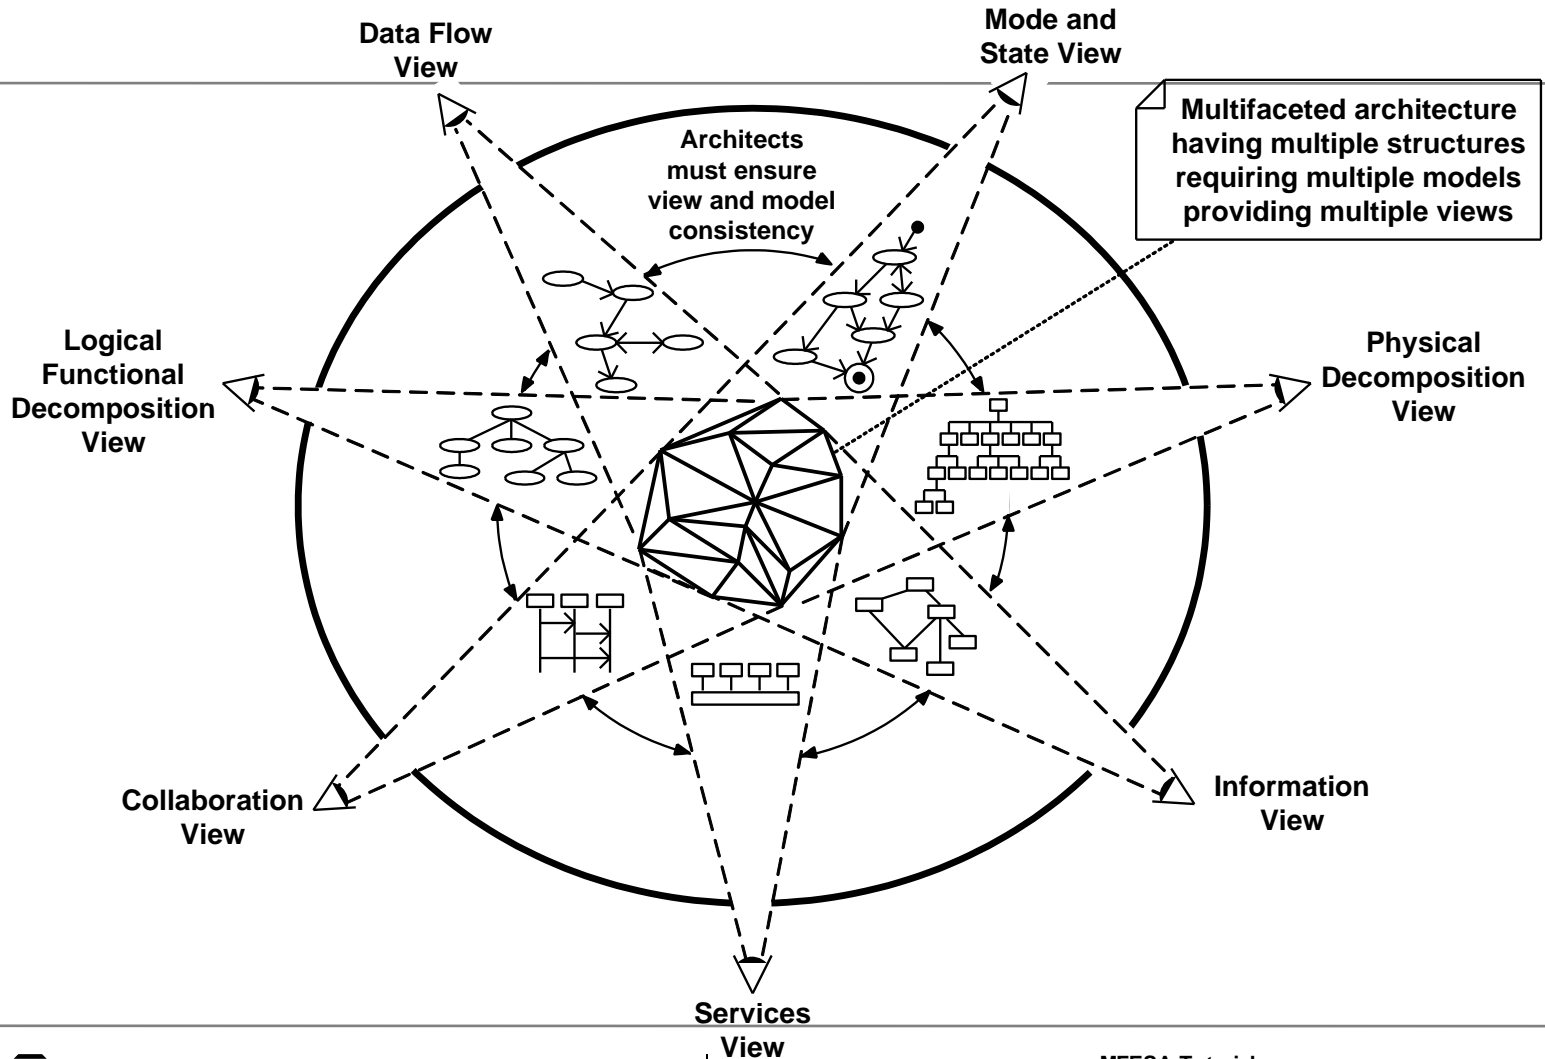 Data Flow
View
Mode and
State View
Multifaceted architecture
having multiple structures
requiring multiple models
providing multiple views
Architects
must ensure
view and model
consistency
Logical
Functional
Decomposition
View
Physical
Decomposition
View
Collaboration
View
Information
View
Services
View